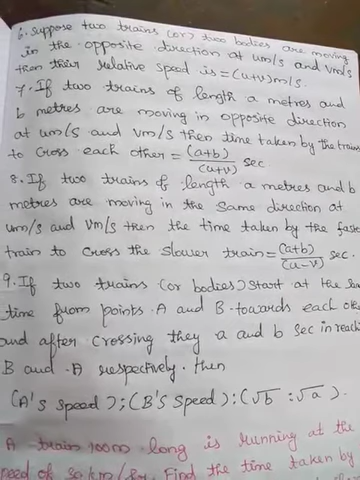 6. Suppose two trains (or) two bodies are moving
in the opposite direction at um/s and vm/s
then their relative speed is = (u+v) m/s.
7. If two trains of length a metres and
b metres are moving in opposite direction
at um/s and vm/s then time taken by the trains
to cross each other = (a+b)/(u+v) sec
8. If two trains of length a metres and b
metres are moving in the same direction at
um/s and vm/s then the time taken by the
train to cross the slower train = (a+b)/(u-v) sec.
9. If two trains (or bodies) start at the
time from points A and B towards each
and after crossing they a and b sec in
B and A respectively. then
(A's speed) : (B's speed) : (√b : √a).
A train 100m long is running at the
speed of 30 km/hr. Find the time taken by